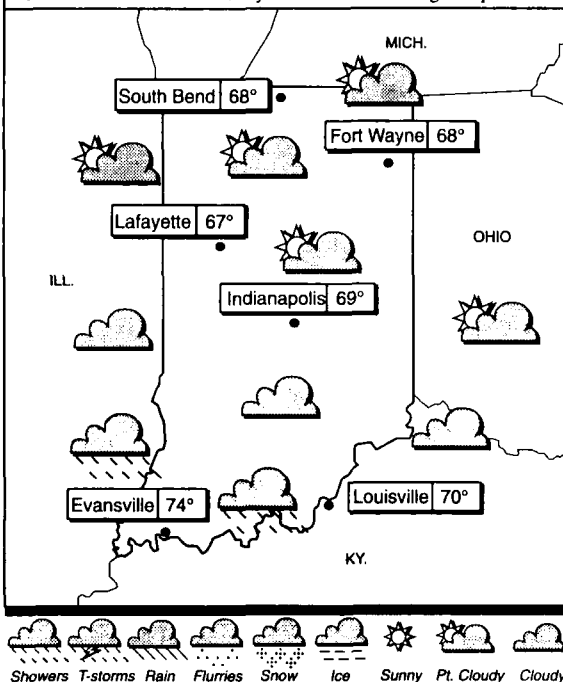 MICH.
South Bend 68°
Fort Wayne 68°
Lafayette 67°
OHIO
ILL.
Indianapolis 69°
Evansville 74°
Louisville 70°
KY.
Showers T-storms Rain Flurries Snow Ice Sunny Pt. Cloudy Cloudy